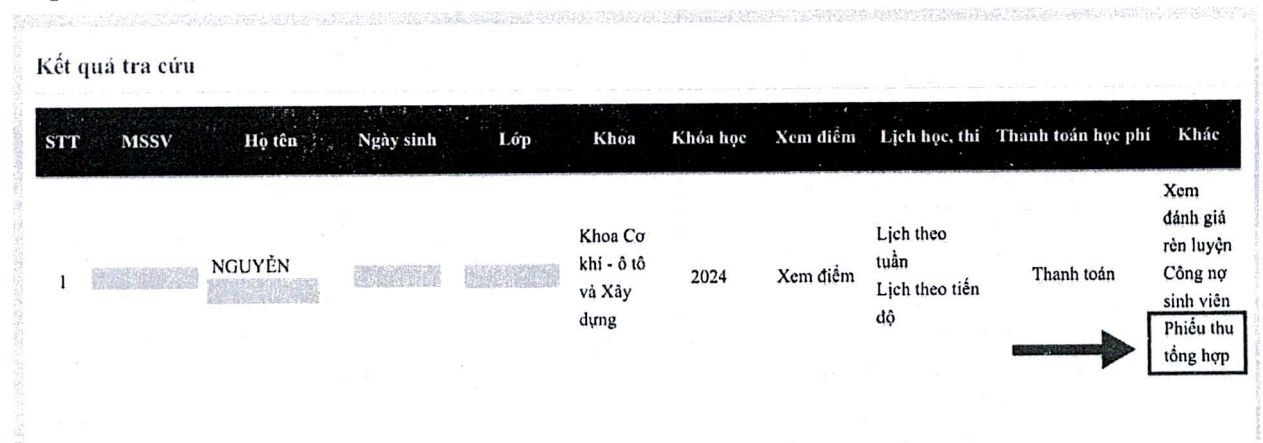 Kết quả tra cứu
STT MSSV Họ tên Ngày sinh Lớp Khoa Khóa học Xem điểm Lịch học, thi Thanh toán học phí Khác
1
NGUYỄN
Khoa Cơ
khí - ô tô
và Xây
dựng
2024
Xem điểm
Lịch theo
tuần
Lịch theo tiến
độ
Thanh toán
Xem
đánh giá
rèn luyện
Công nợ
sinh viên
Phiếu thu
tổng hợp